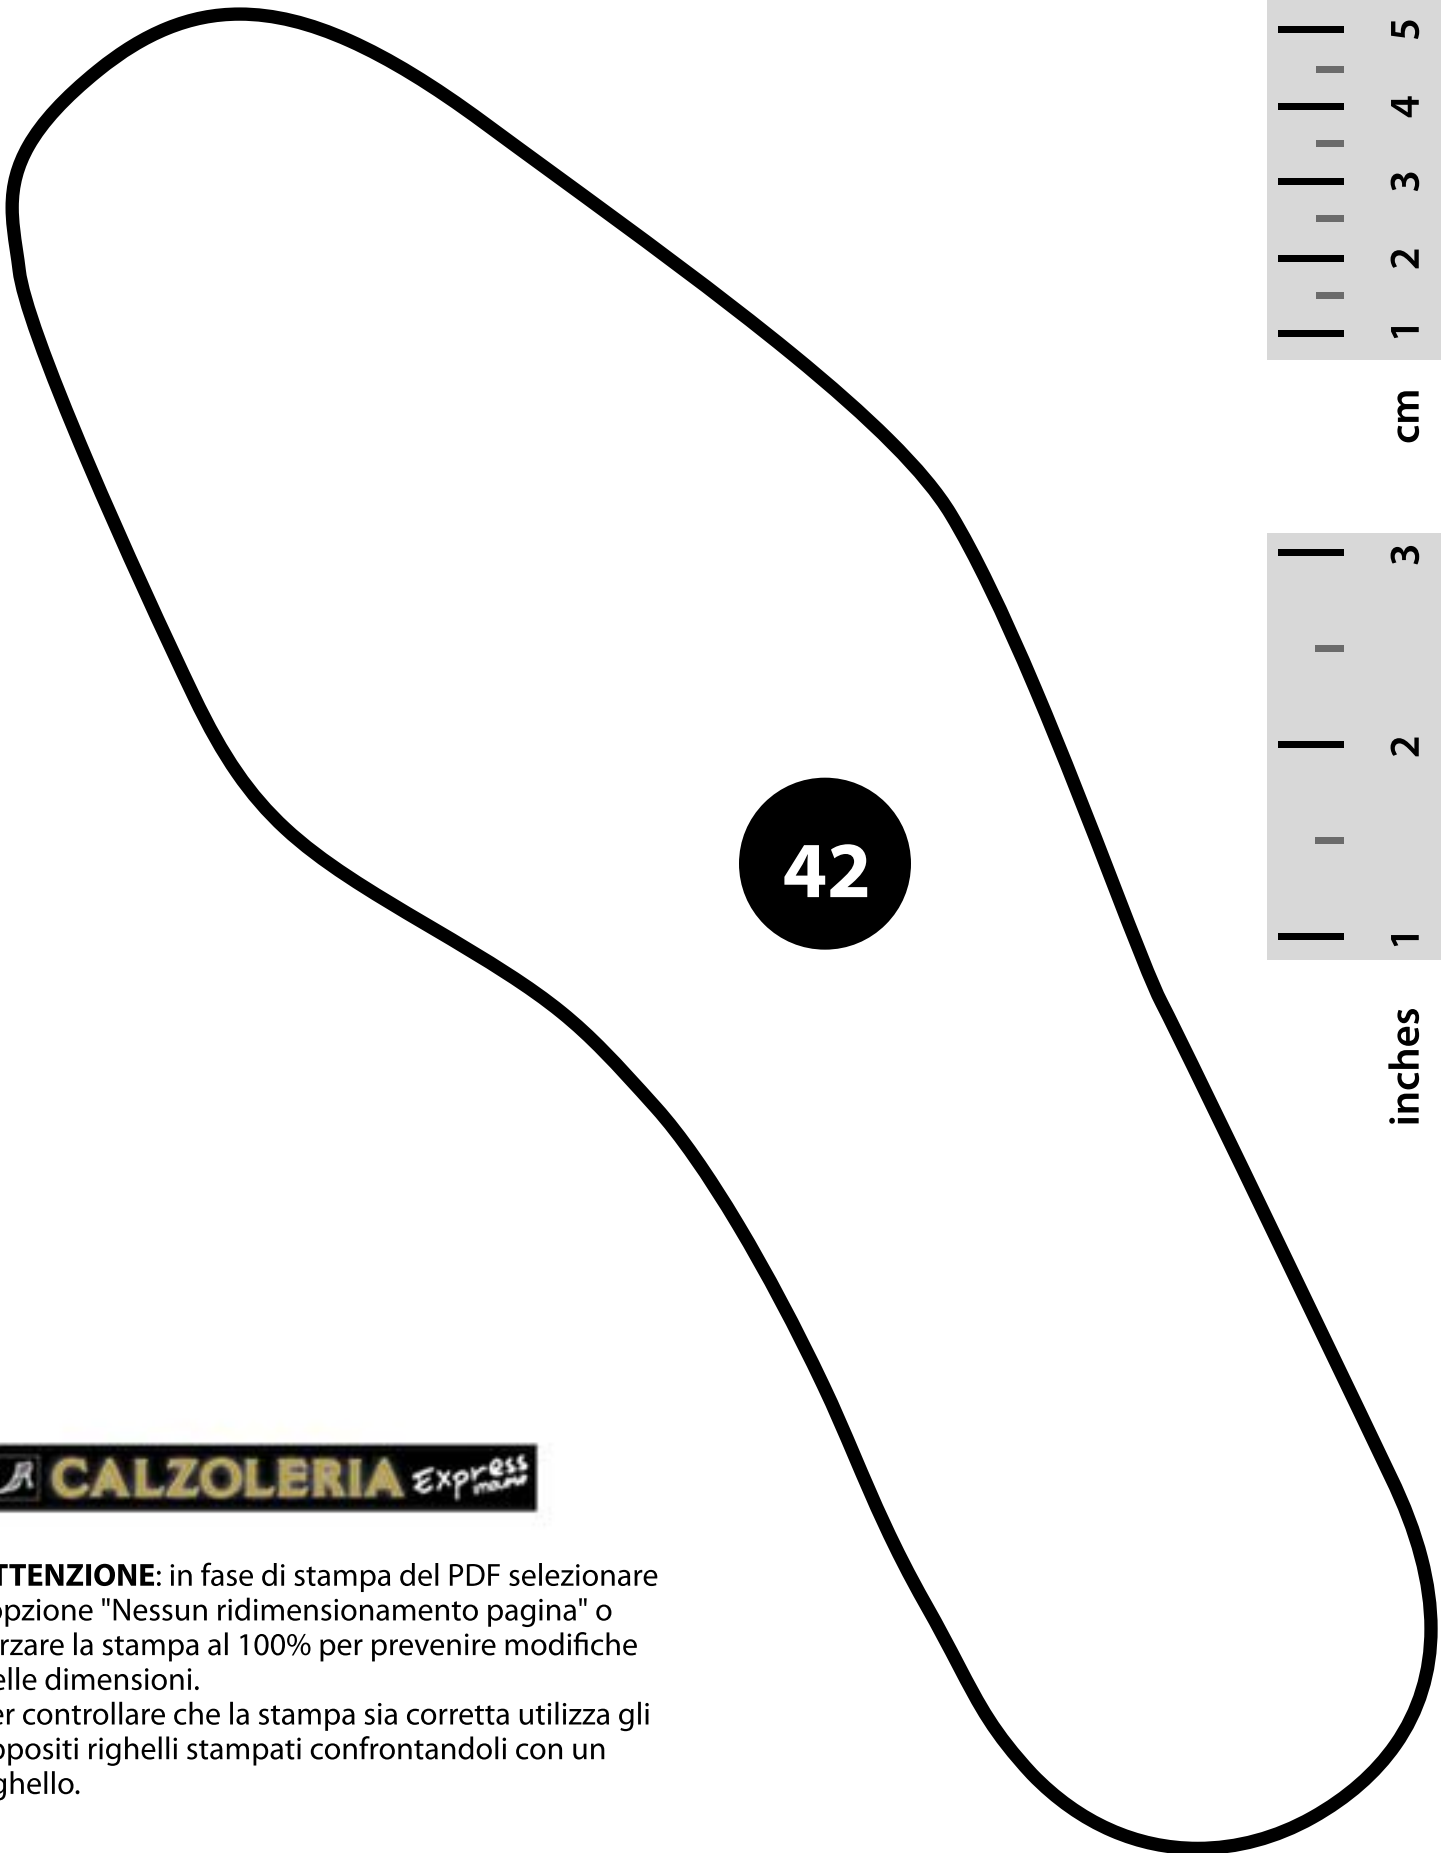 5
4
3
2
1
cm
3
2
1
inches
42
CALZOLERIA Express
TTENZIONE: in fase di stampa del PDF selezionare
opzione "Nessun ridimensionamento pagina" o
rzare la stampa al 100% per prevenire modifiche
elle dimensioni.
er controllare che la stampa sia corretta utilizza gli
ppositi righelli stampati confrontandoli con un
ghello.